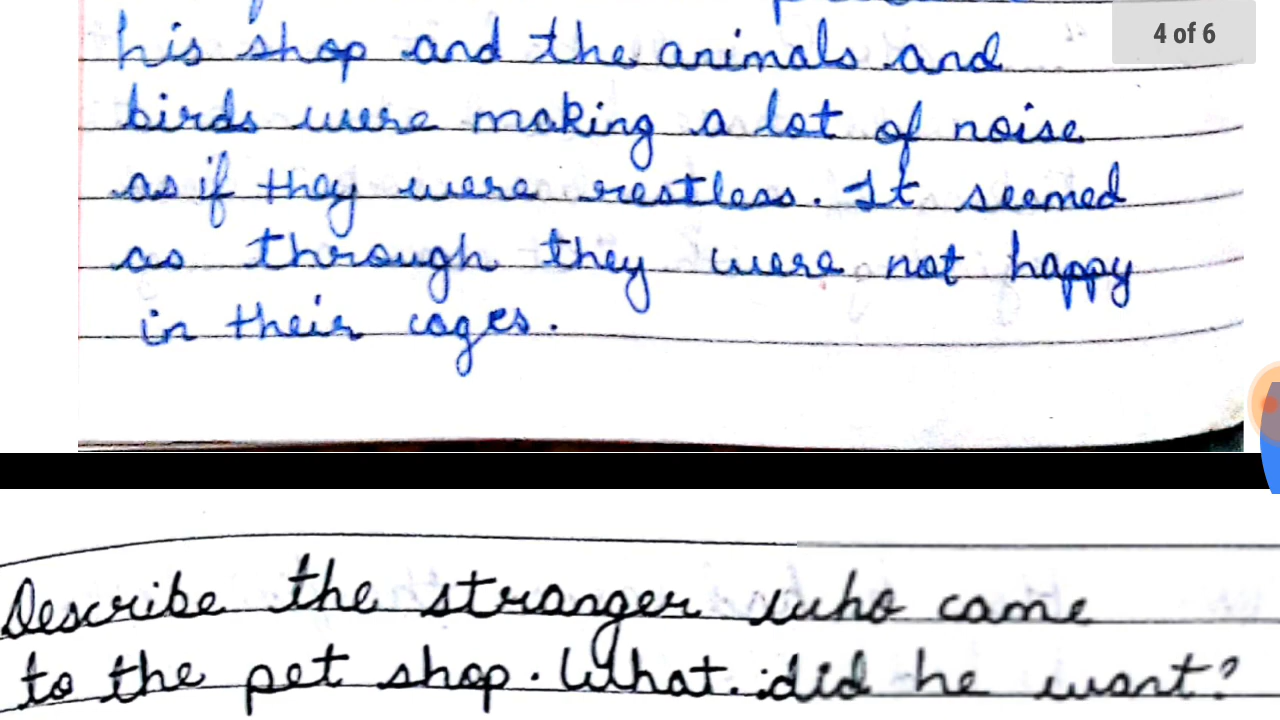 4 of 6
his shop and the animals and
birds were making a lot of noise
as if they were restless. It seemed
as through they were not happy
in their cages.
Describe the stranger who came
to the pet shop. What did he want?